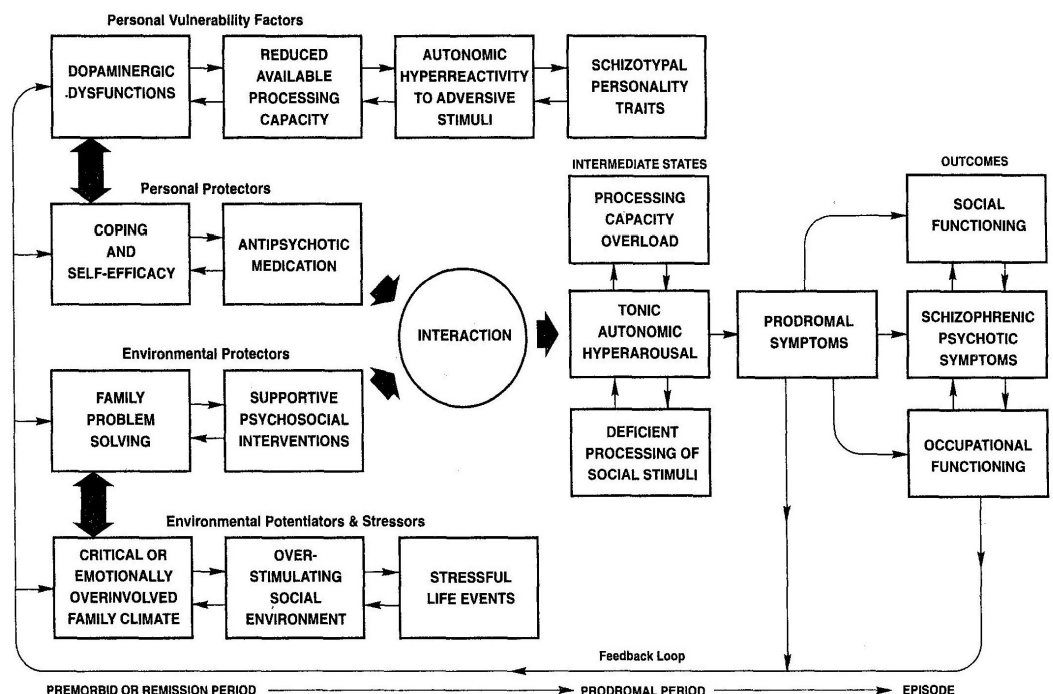 Personal Vulnerability Factors
DOPAMINERGIC
DYSFUNCTIONS
REDUCED
AVAILABLE
PROCESSING
CAPACITY
AUTONOMIC
HYPERREACTIVITY
TO ADVERSIVE
STIMULI
SCHIZOTYPAL
PERSONALITY
TRAITS
Personal Protectors
COPING
AND
SELF-EFFICACY
ANTIPSYCHOTIC
MEDICATION
INTERACTION
Environmental Protectors
FAMILY
PROBLEM
SOLVING
SUPPORTIVE
PSYCHOSOCIAL
INTERVENTIONS
Environmental Potentiators & Stressors
CRITICAL OR
EMOTIONALLY
OVERINVOLVED
FAMILY CLIMATE
OVER-
STIMULATING
SOCIAL
ENVIRONMENT
STRESSFUL
LIFE EVENTS
INTERMEDIATE STATES
PROCESSING
CAPACITY
OVERLOAD
TONIC
AUTONOMIC
HYPERAROUSAL
DEFICIENT
PROCESSING OF
SOCIAL STIMULI
PRODROMAL
SYMPTOMS
OUTCOMES
SOCIAL
FUNCTIONING
SCHIZOPHRENIC
PSYCHOTIC
SYMPTOMS
OCCUPATIONAL
FUNCTIONING
Feedback Loop
PREMORBID OR REMISSION PERIOD
PRODROMAL PERIOD
EPISODE